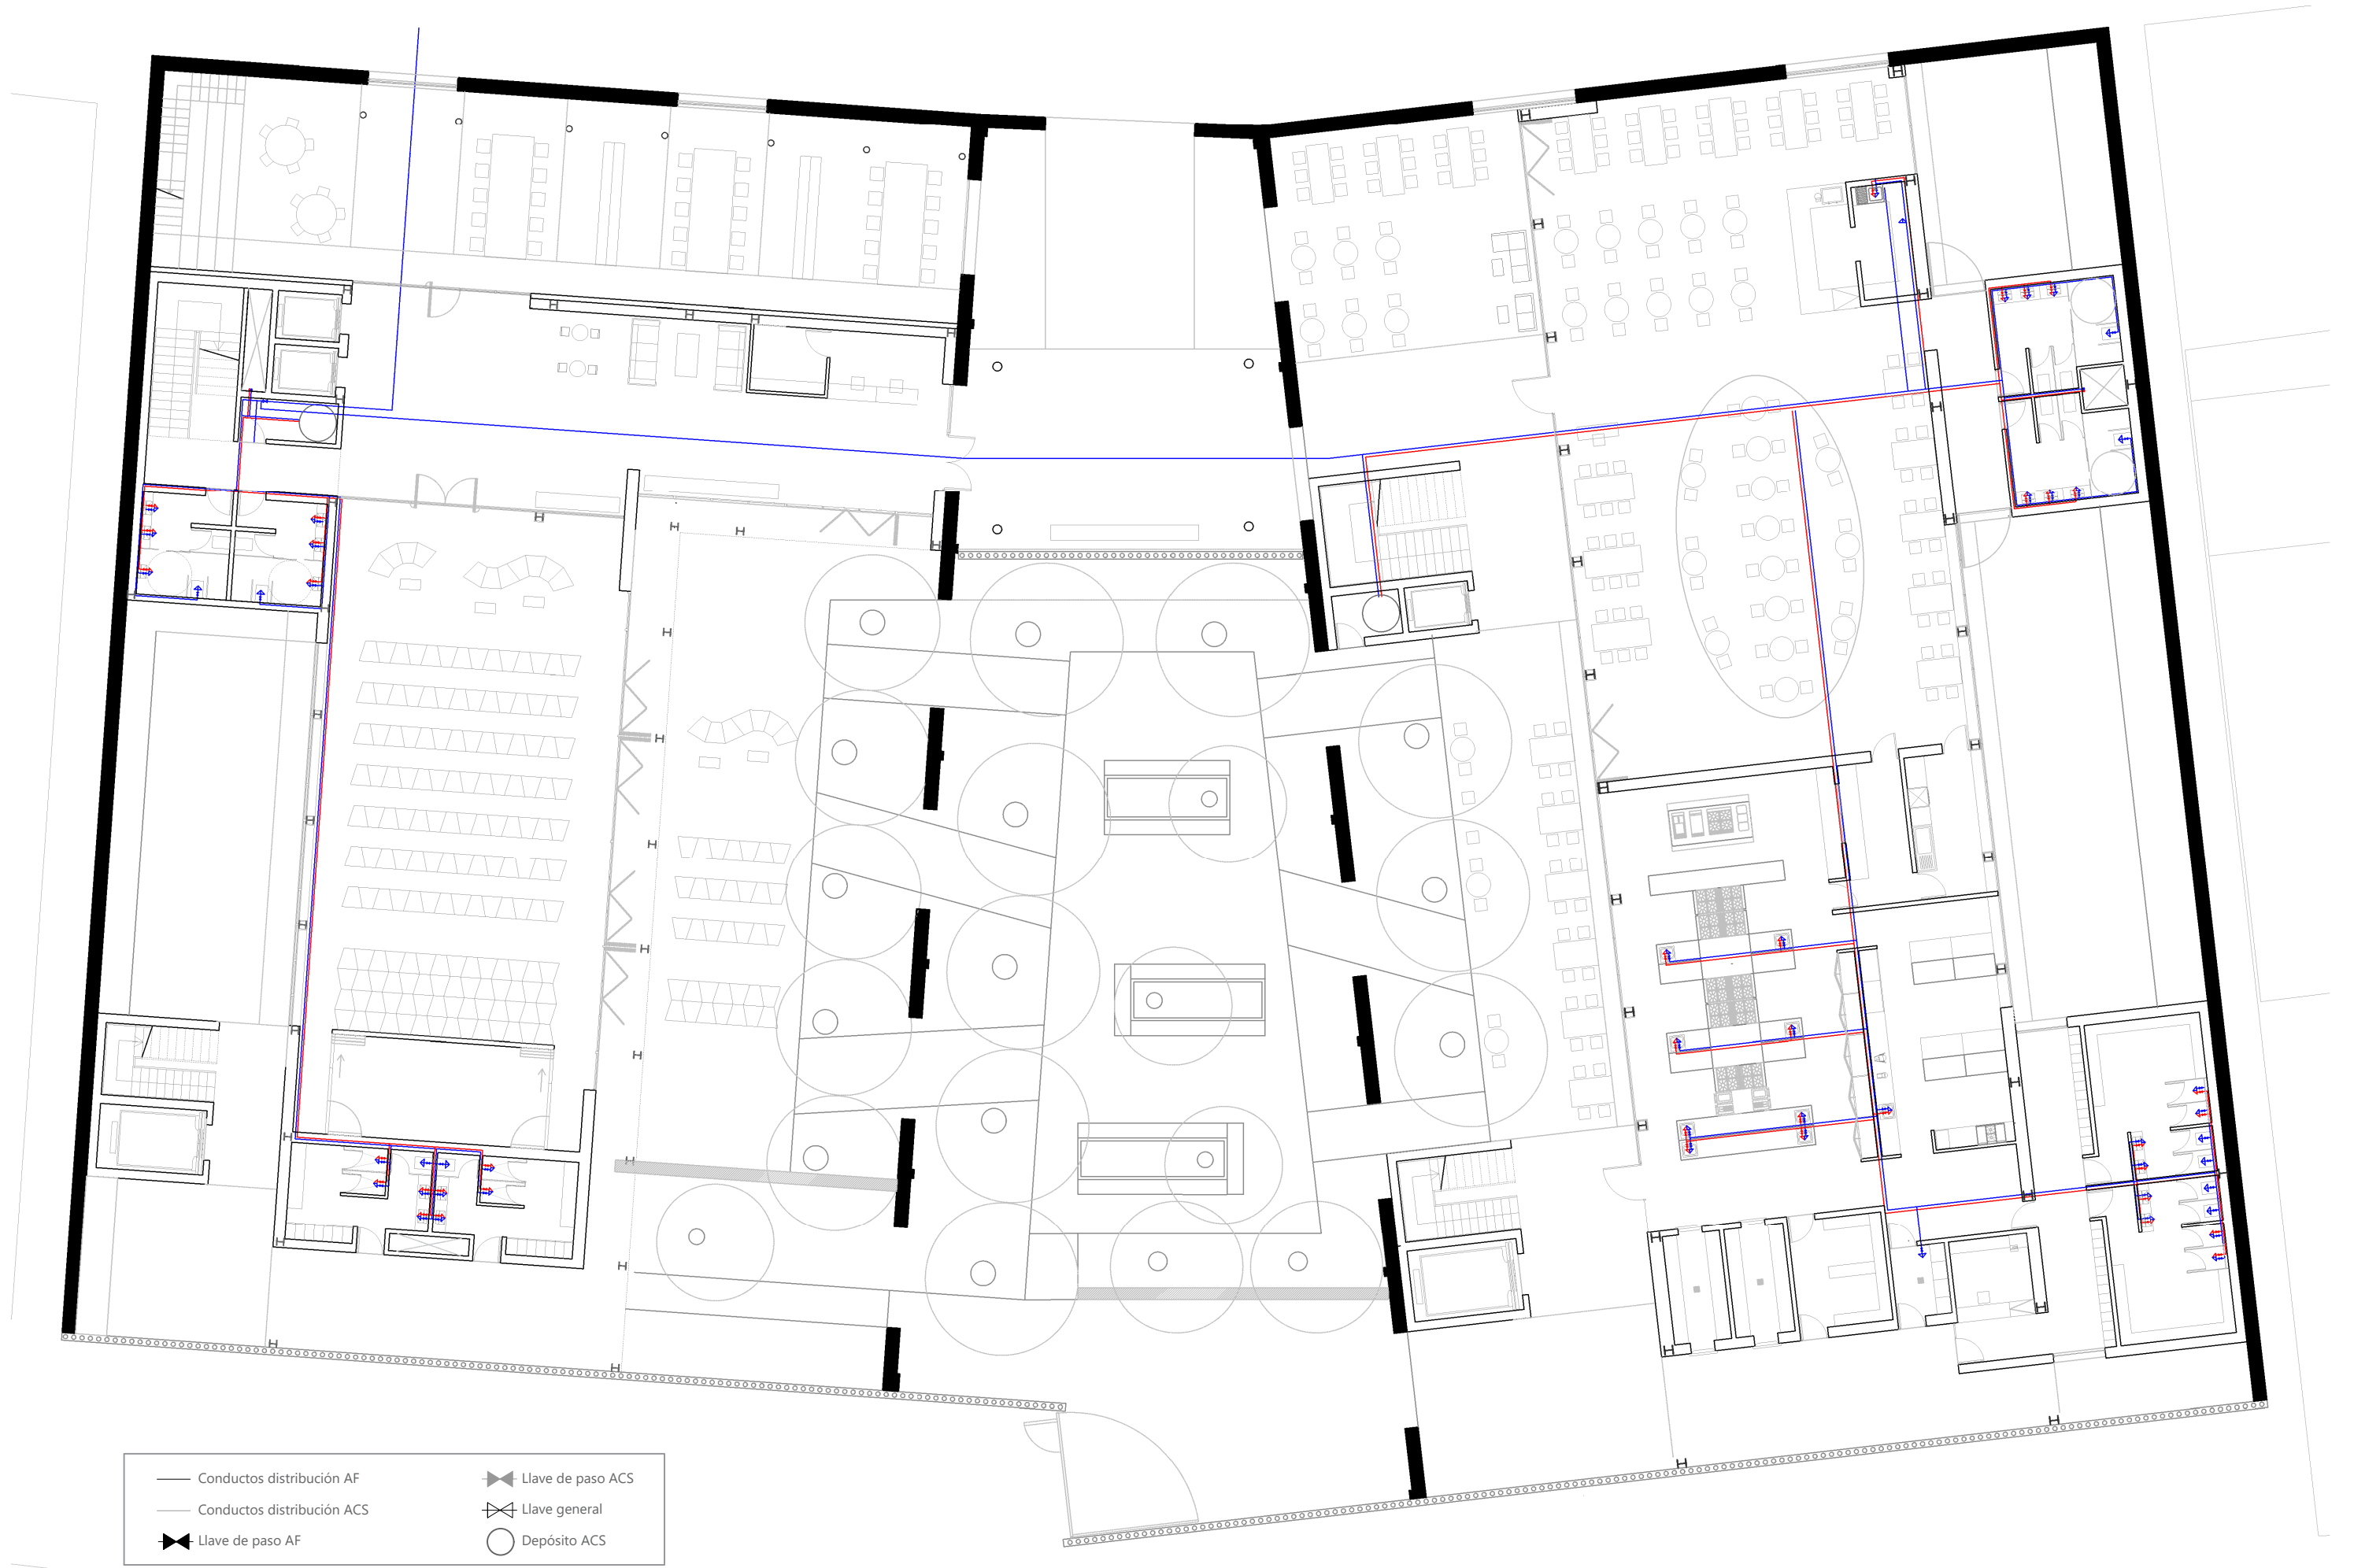 Conductos distribución AF
Conductos distribución ACS
Llave de paso AF
Llave de paso ACS
Llave general
Depósito ACS